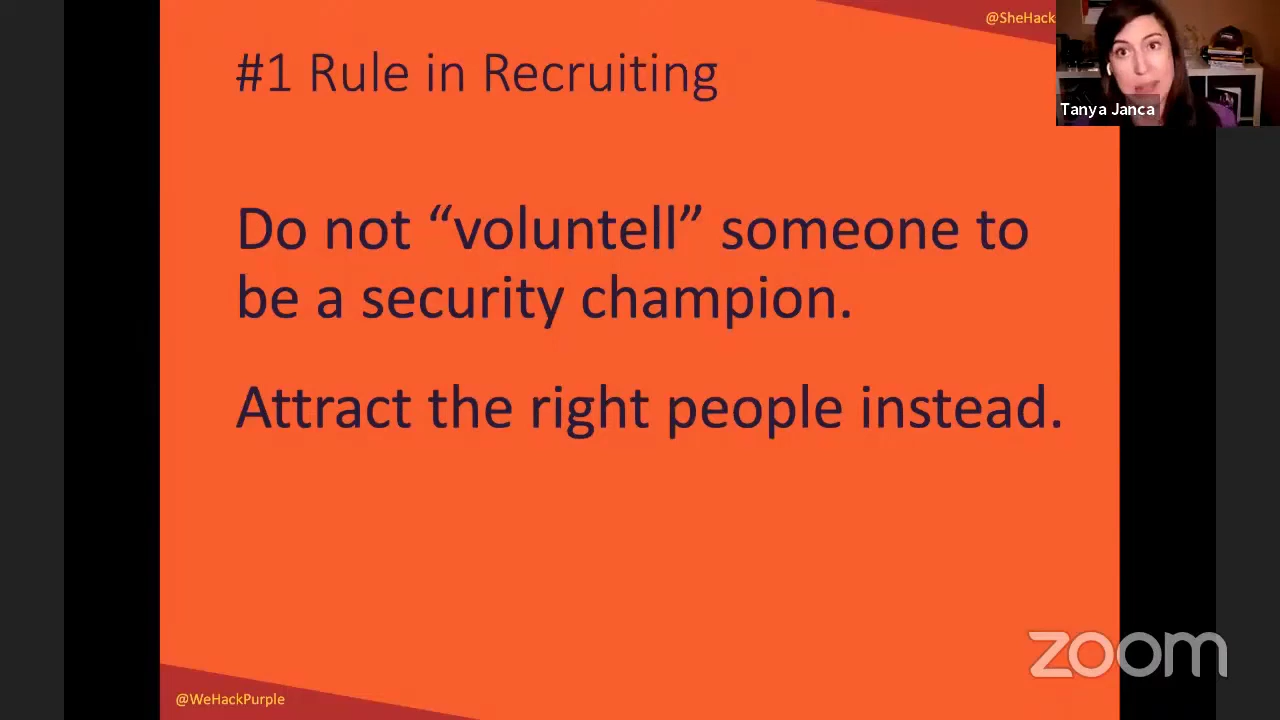 @SheHack
Tanya Janca
#1 Rule in Recruiting
Do not “voluntell” someone to
be a security champion.
Attract the right people instead.
zoom
@WeHackPurple